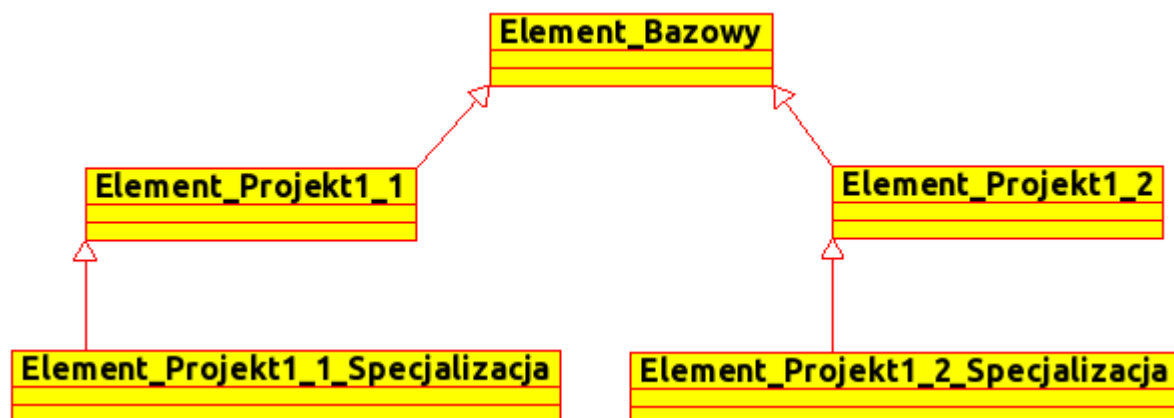 Element_Bazowy
Element_Projekt1_1
Element_Projekt1_2
Element_Projekt1_1_Specjalizacja
Element_Projekt1_2_Specjalizacja